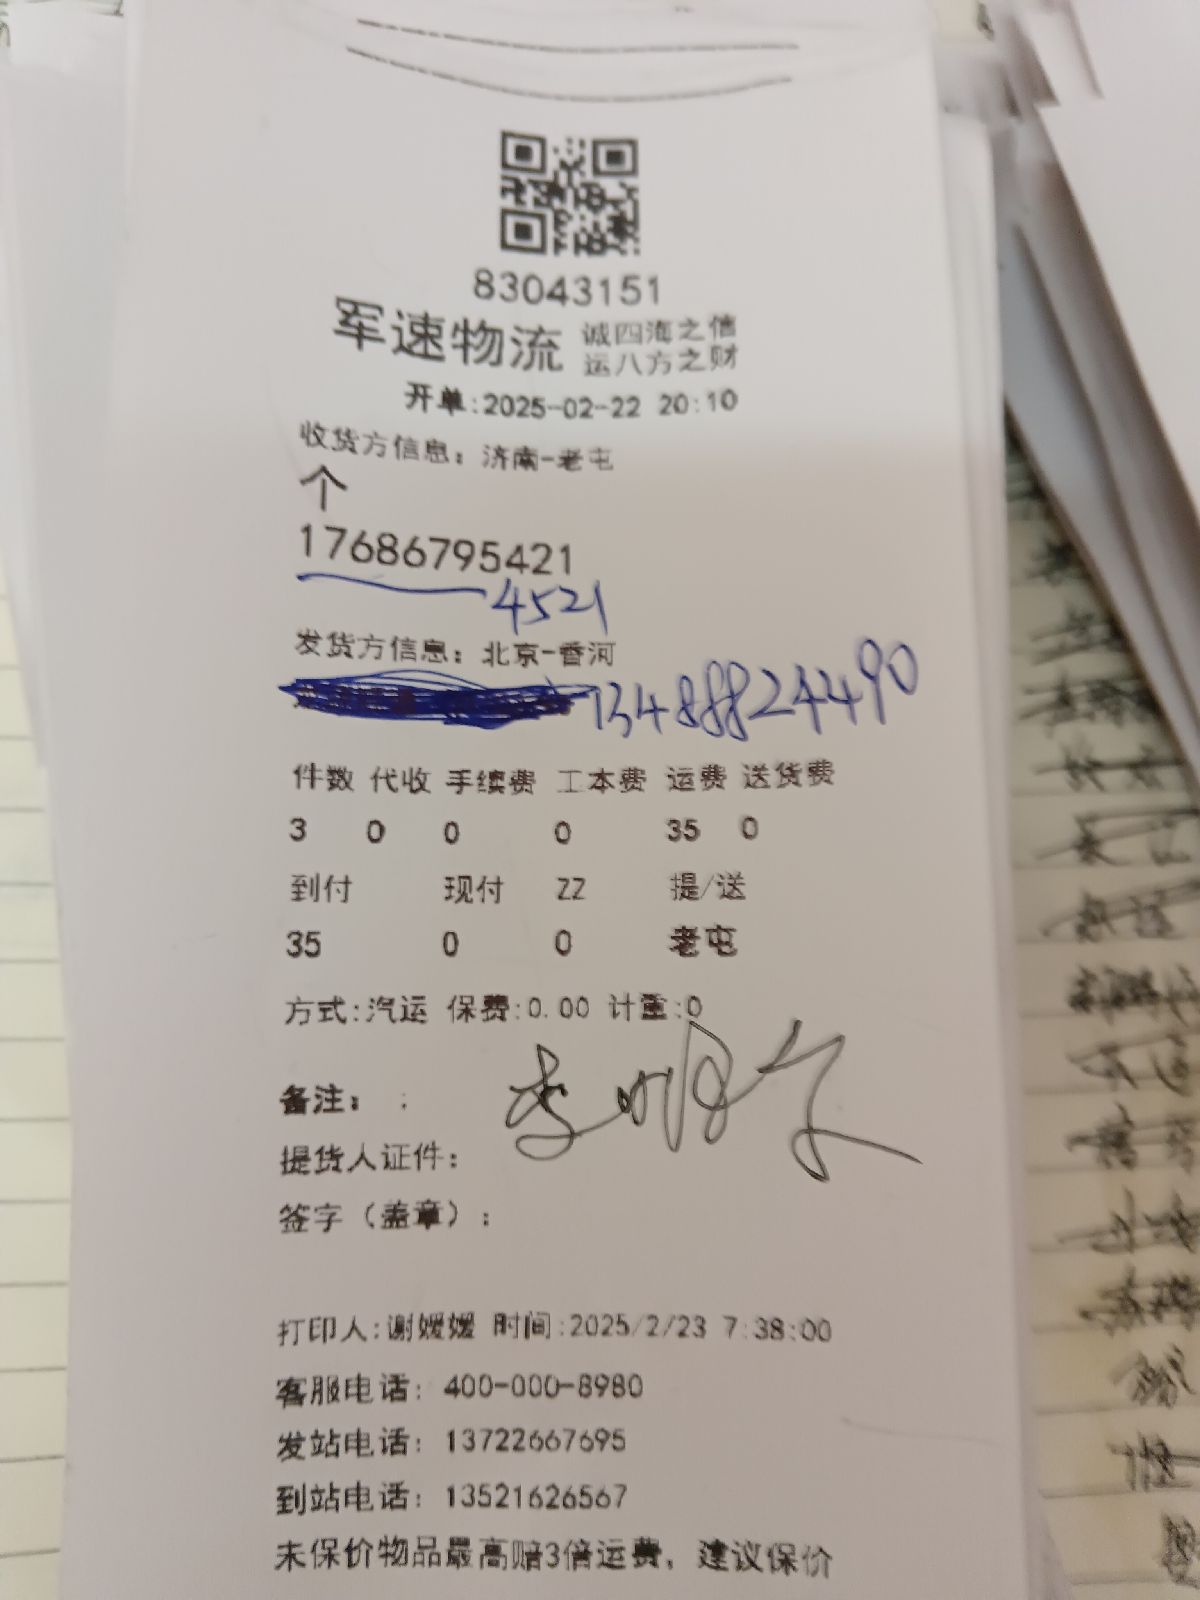 83043151
军速物流 诚四海之信
运八方之财
开单:2025-02-22 20:10
收货方信息：济南-老屯
个
17686795421
4521
发货方信息：北京-香河
13488824490
件数 代收 手续费 工本费 运费 送货费
3 0 0 0 35 0
到付 现付 ZZ 提/送
35 0 0 老屯
方式:汽运 保费:0.00 计重:0
备注： :
提货人证件:
签字（盖章）:
打印人:谢媛媛 时间:2025/2/23 7:38:00
客服电话: 400-000-8980
发站电话: 13722667695
到站电话: 13521626567
未保价物品最高赔3倍运费, 建议保价